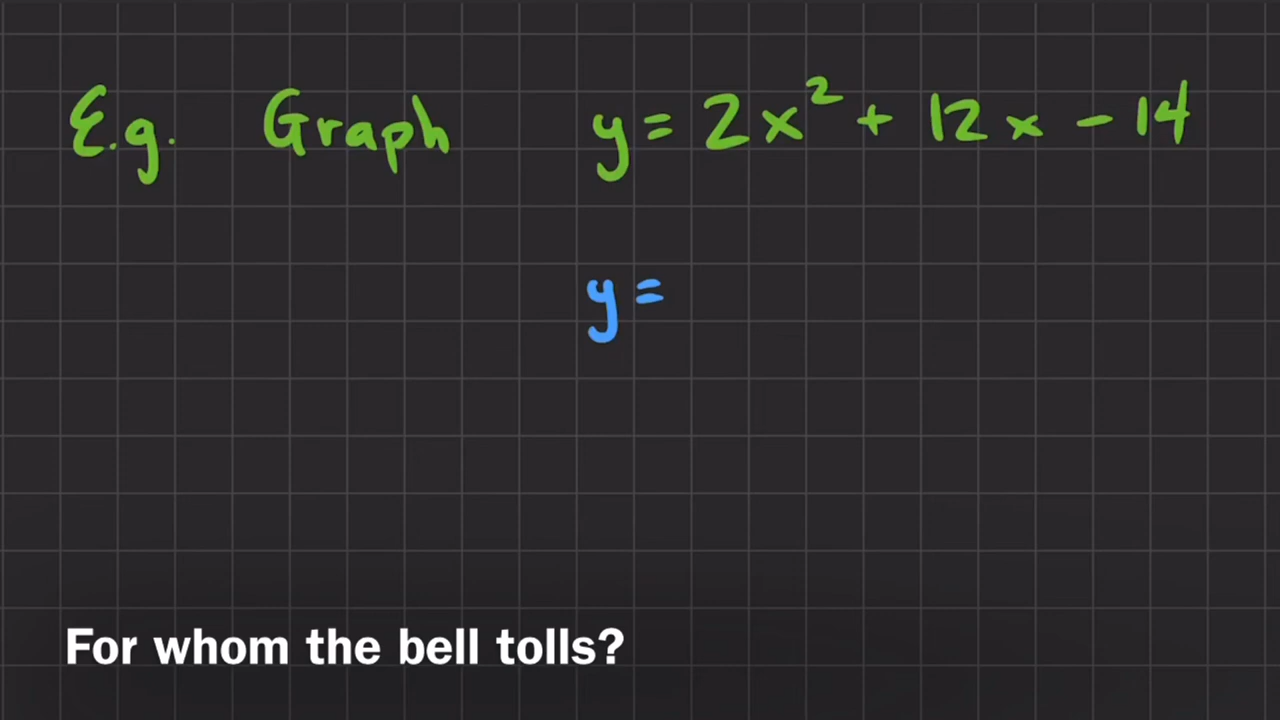 E.g. Graph y = 2x² + 12x - 14
y =
For whom the bell tolls?